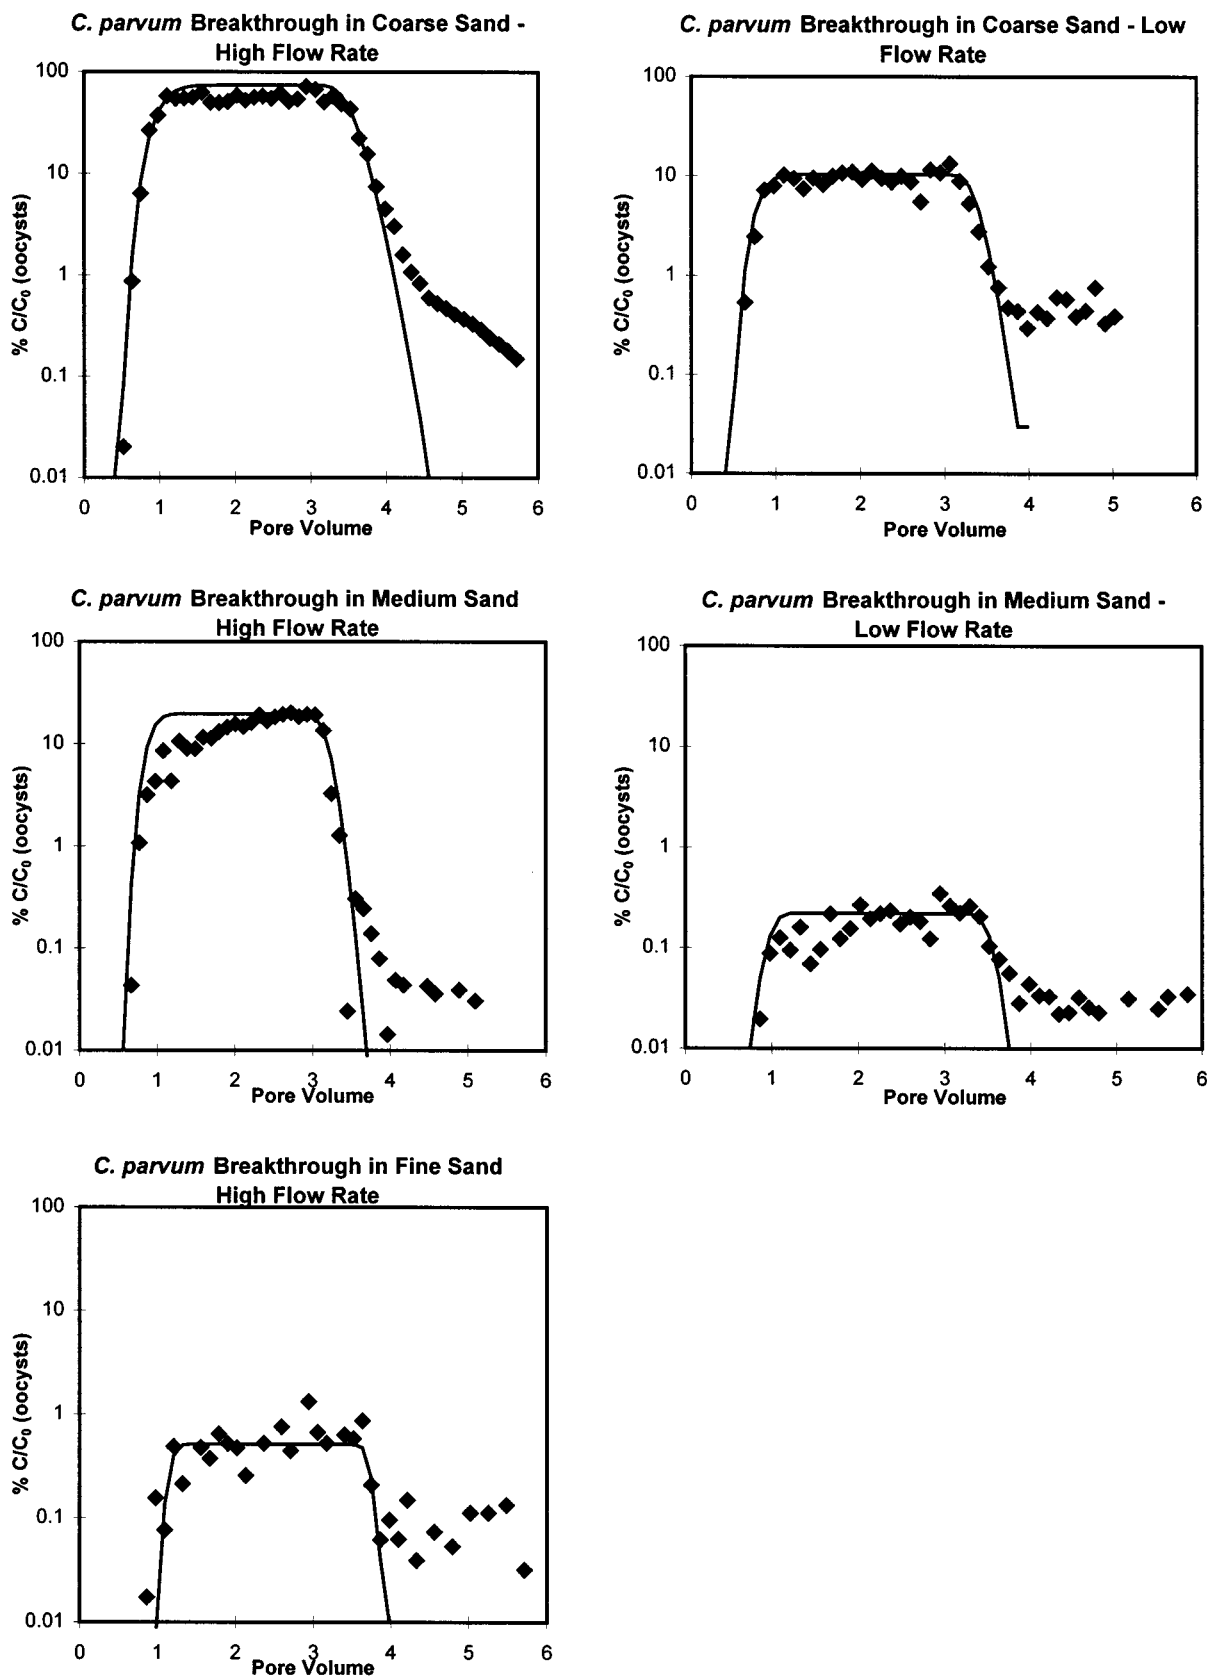 C. parvum Breakthrough in Coarse Sand -
High Flow Rate
100
10
1
0.1
0.01
% C/C₀ (oocysts)
0 1 2 3 4 5 6
Pore Volume
C. parvum Breakthrough in Coarse Sand - Low
Flow Rate
100
10
1
0.1
0.01
% C/C₀ (oocysts)
0 1 2 3 4 5 6
Pore Volume
C. parvum Breakthrough in Medium Sand
High Flow Rate
100
10
1
0.1
0.01
% C/C₀ (oocysts)
0 1 2 3 4 5 6
Pore Volume
C. parvum Breakthrough in Medium Sand -
Low Flow Rate
100
10
1
0.1
0.01
% C/C₀ (oocysts)
0 1 2 3 4 5 6
Pore Volume
C. parvum Breakthrough in Fine Sand
High Flow Rate
100
10
1
0.1
0.01
% C/C₀ (oocysts)
0 1 2 3 4 5 6
Pore Volume